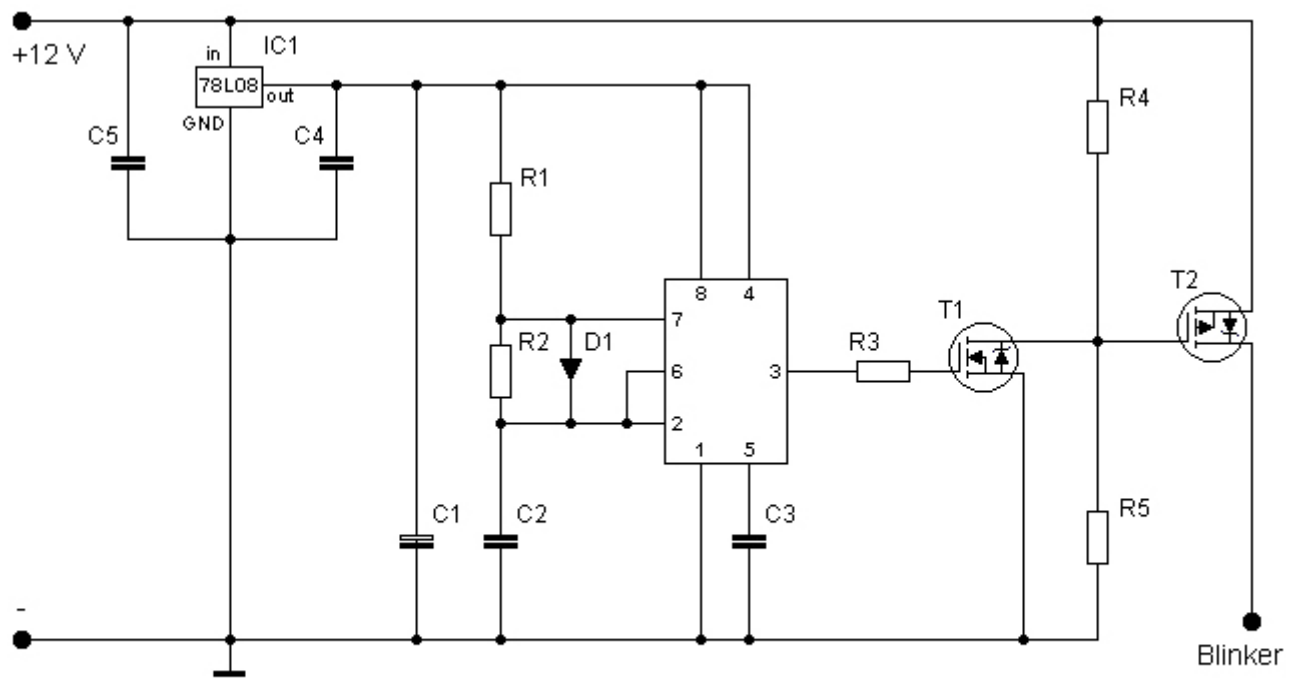 +12 V
in
IC1
78L08
out
GND
C5
C4
R4
R1
8
4
T2
7
T1
R2
D1
R3
6
3
2
1
5
C1
C2
C3
R5
-
Blinker